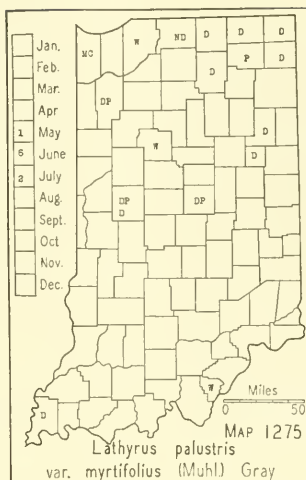 Jan.
Feb.
Mar.
Apr
1 May
6 June
2 July
Aug.
Sept.
Oct
Nov.
Dec.
MC W ND D D D
D P D
DP
D
W
D
DP DP
D
W
D
Miles
0 50
MAP 1275
Lathyrus palustris
var. myrtifolius (Muhl.) Gray